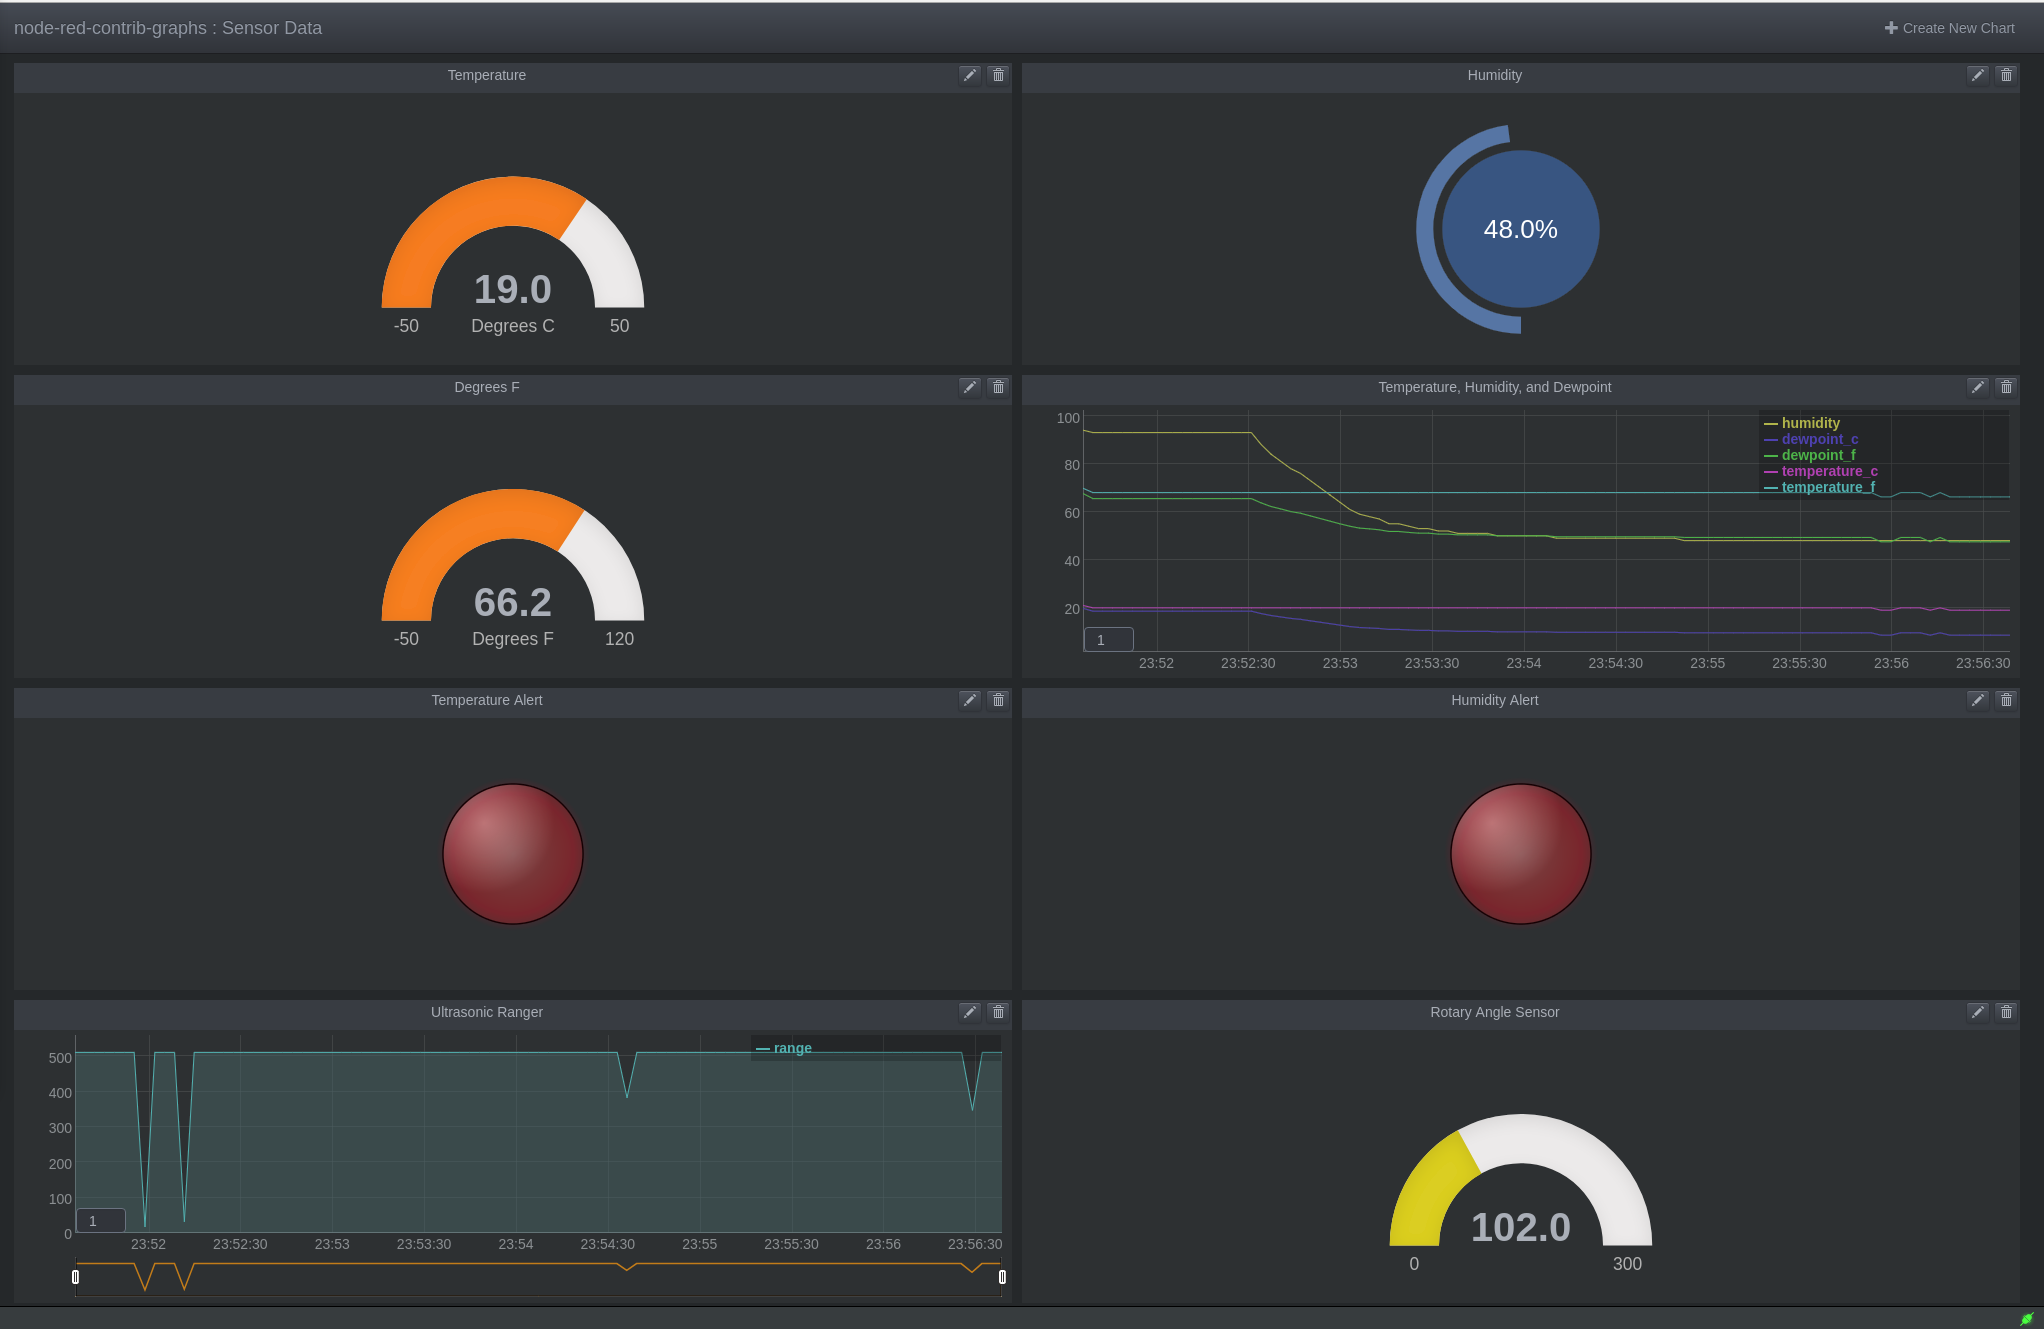 node-red-contrib-graphs : Sensor Data
Create New Chart
Temperature
19.0
-50
Degrees C
50
Humidity
48.0%
Degrees F
66.2
-50
Degrees F
120
Temperature, Humidity, and Dewpoint
100
80
60
40
20
humidity
dewpoint_c
dewpoint_f
temperature_c
temperature_f
1
23:52
23:52:30
23:53
23:53:30
23:54
23:54:30
23:55
23:55:30
23:56
23:56:30
Temperature Alert
Humidity Alert
Ultrasonic Ranger
500
400
300
200
100
0
range
1
23:52
23:52:30
23:53
23:53:30
23:54
23:54:30
23:55
23:55:30
23:56
23:56:30
Rotary Angle Sensor
102.0
0
300